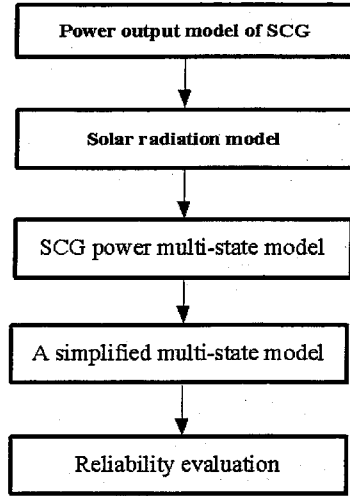 Power output model of SCG
Solar radiation model
SCG power multi-state model
A simplified multi-state model
Reliability evaluation